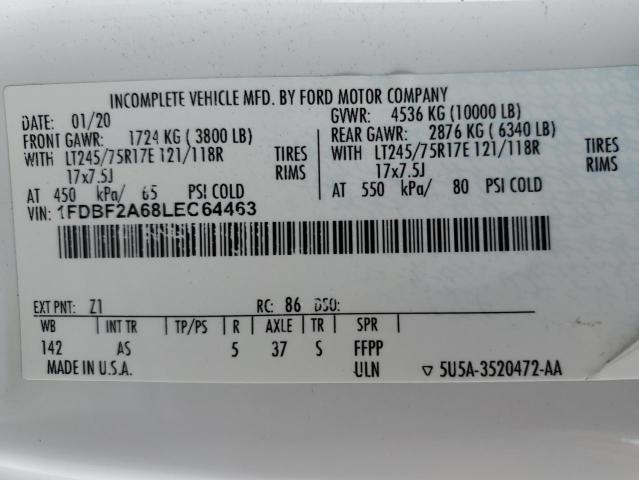 INCOMPLETE VEHICLE MFD. BY FORD MOTOR COMPANY
DATE: 01/20 GVWR: 4536 KG (10000 LB)
FRONT GAWR: 1724 KG ( 3800 LB) REAR GAWR: 2876 KG ( 6340 LB)
WITH LT245/75R17E 121/118R TIRES WITH LT245/75R17E 121/118R TIRES
17x7.5J RIMS 17x7.5J RIMS
AT 450 kPa/ 65 PSI COLD AT 550 kPa/ 80 PSI COLD
VIN: 1FDBF2A68LEC64463
EXT PNT: Z1 RC: 86 DSO:
WB INT TR TP/PS R AXLE TR SPR
142 AS 5 37 S FFPP
MADE IN U.S.A. ULN ▽ 5U5A-3520472-AA